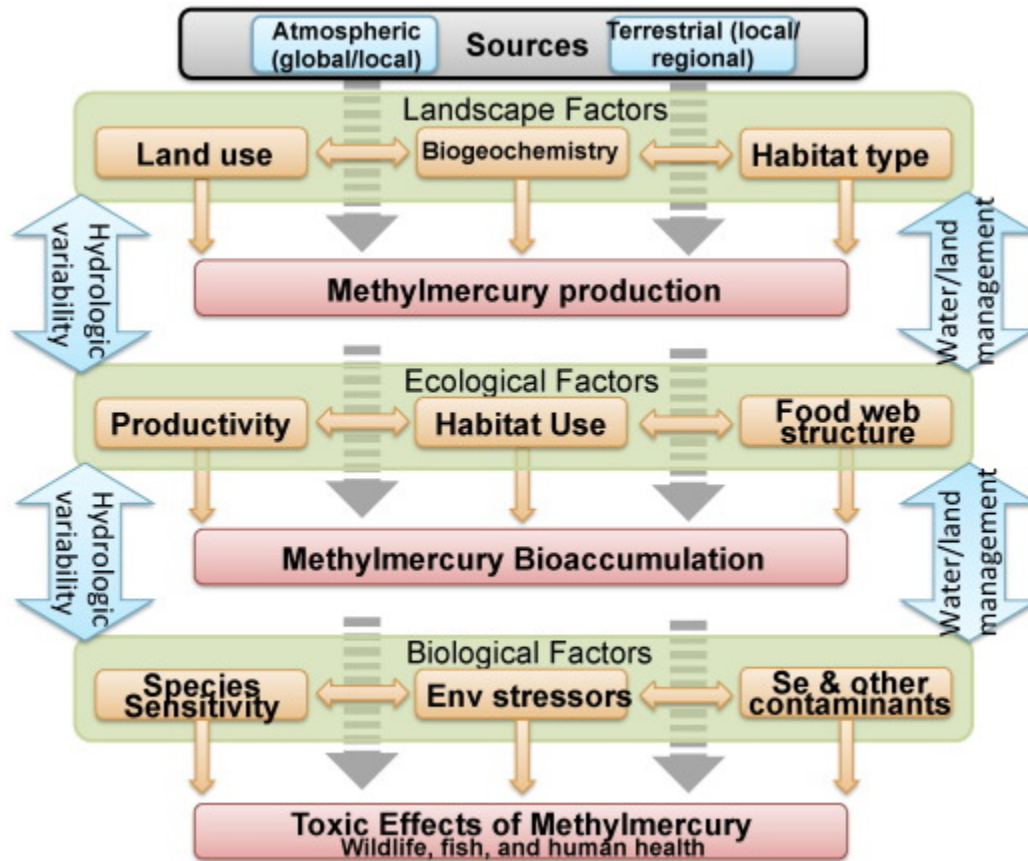 Atmospheric
(global/local)
Sources
Terrestrial (local/
regional)
Landscape Factors
Land use
Biogeochemistry
Habitat type
Hydrologic
variability
Water/land
management
Methylmercury production
Ecological Factors
Productivity
Habitat Use
Food web
structure
Hydrologic
variability
Water/land
management
Methylmercury Bioaccumulation
Biological Factors
Species
Sensitivity
Env stressors
Se & other
contaminants
Toxic Effects of Methylmercury
Wildlife, fish, and human health